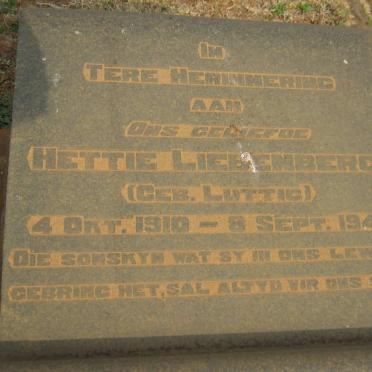 IN
TERE HERINNERING
AAN
ONS GELIEFDE
HETTIE LIEBENBERG
(GEB. LUTTIG)
4 OKT. 1910 – 8 SEPT. 194
DIE SONSKYN WAT SY IN ONS
GEBRING HET, SAL ALTYD VIR ONS